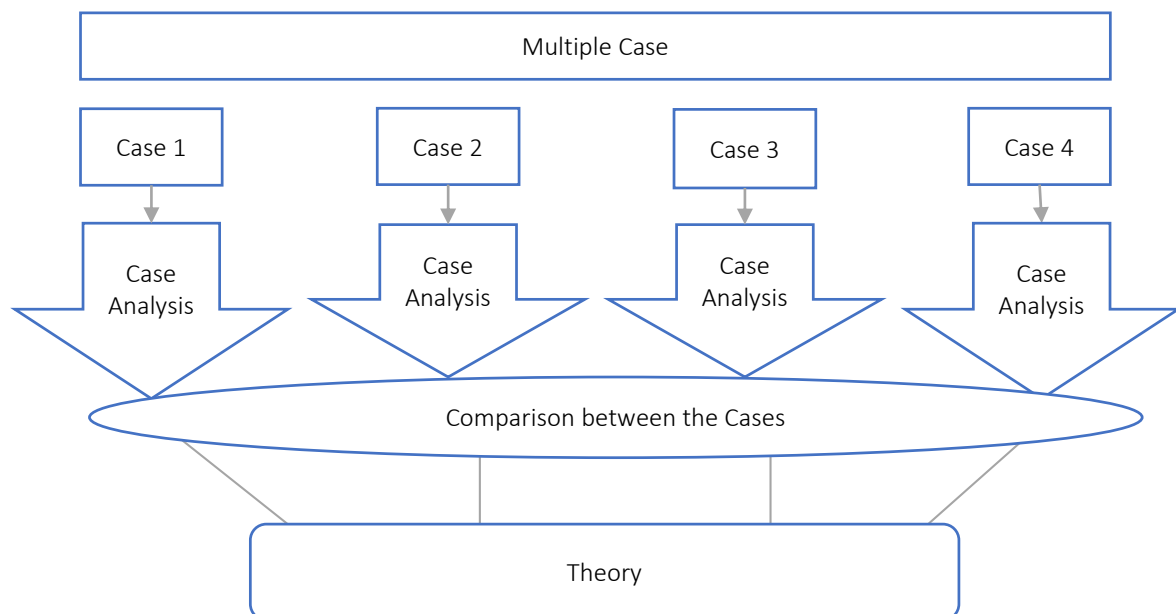 Multiple Case
Case 1
Case 2
Case 3
Case 4
Case
Analysis
Case
Analysis
Case
Analysis
Case
Analysis
Comparison between the Cases
Theory